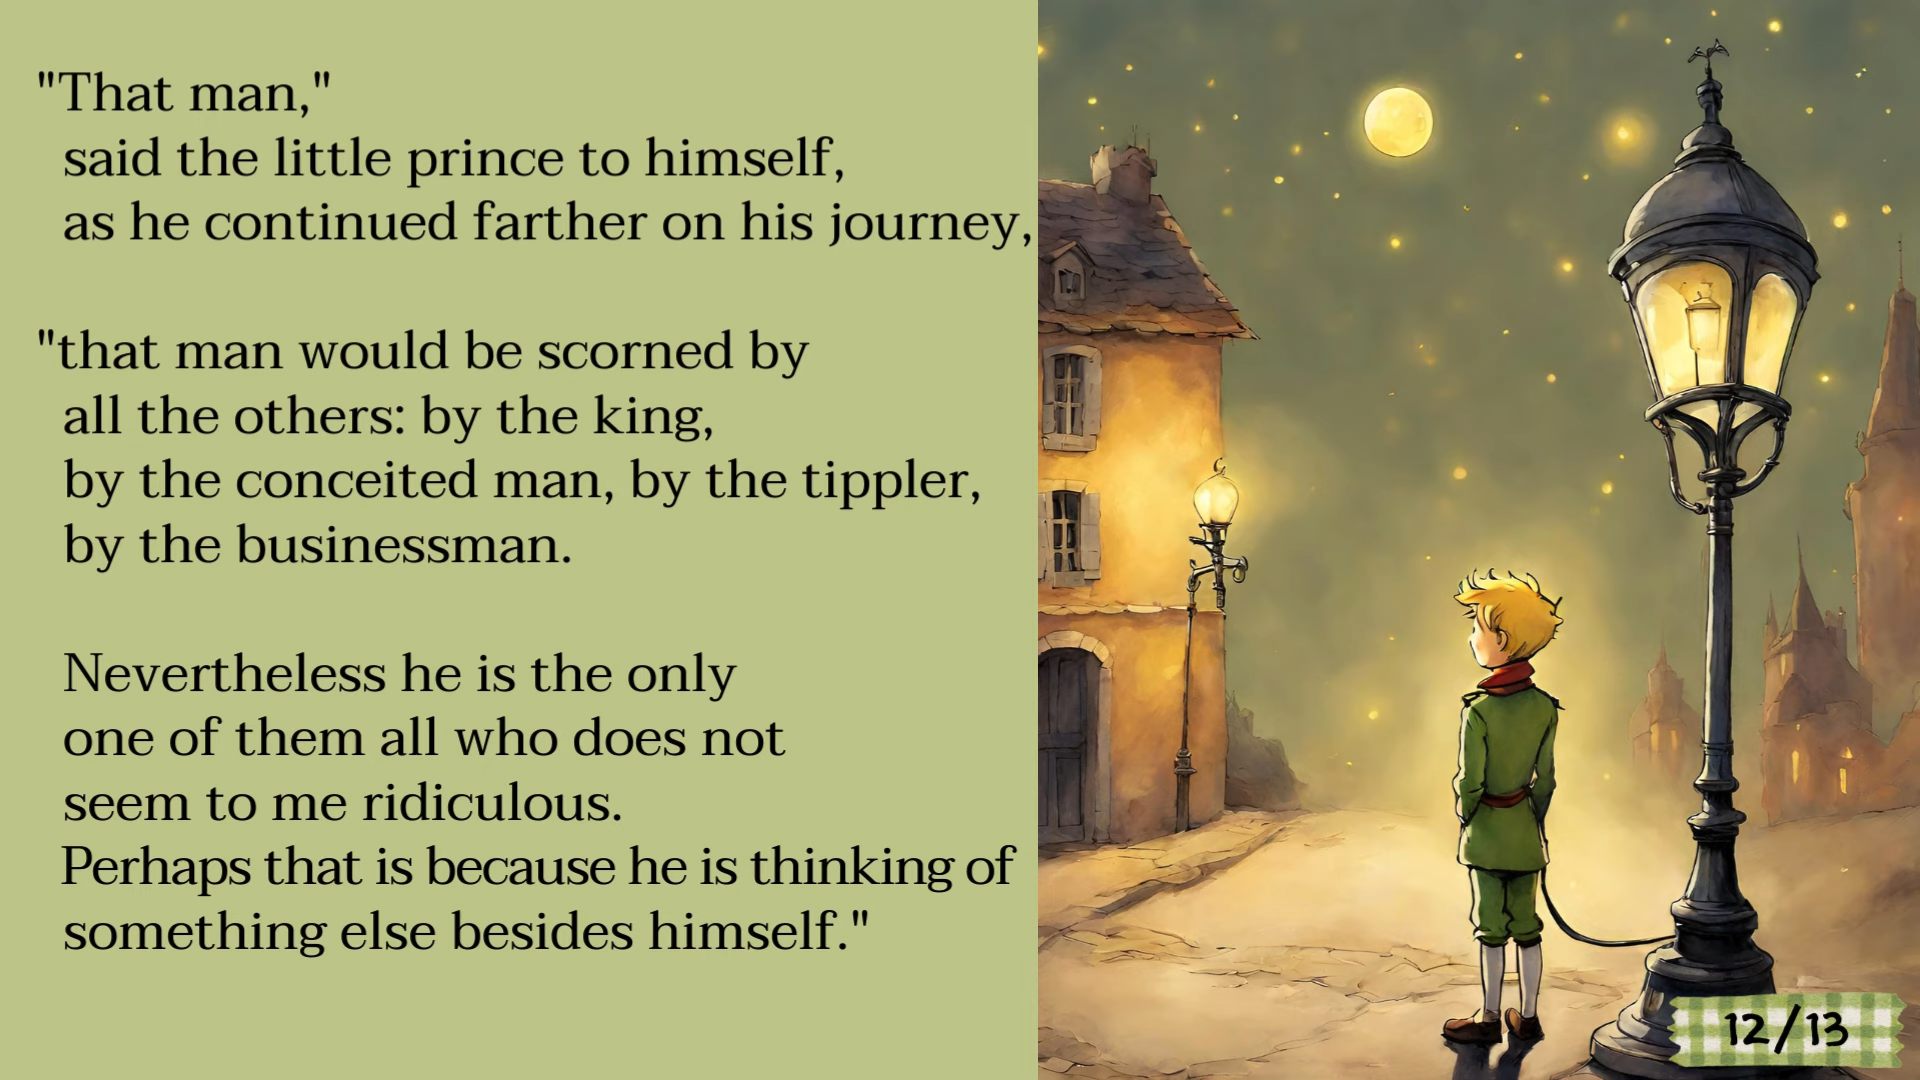 "That man,"
said the little prince to himself,
as he continued farther on his journey,
"that man would be scorned by
all the others: by the king,
by the conceited man, by the tippler,
by the businessman.
Nevertheless he is the only
one of them all who does not
seem to me ridiculous.
Perhaps that is because he is thinking of
something else besides himself."
12/13